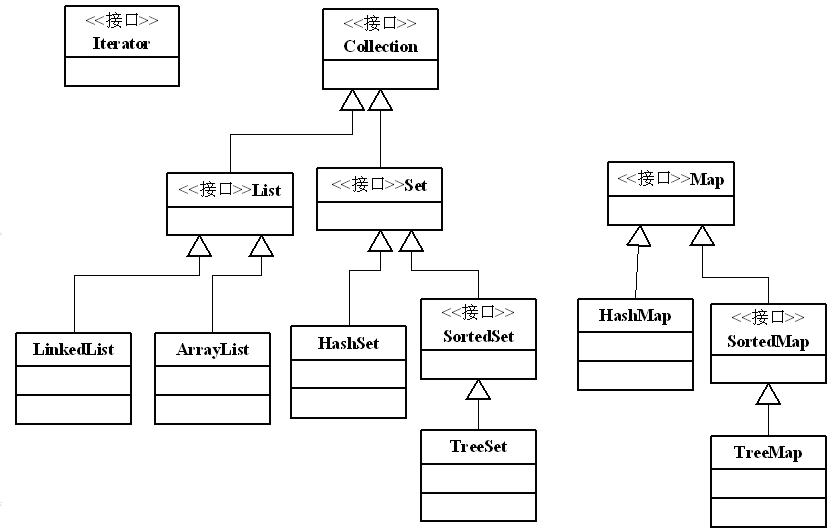 <<接口>>
Iterator
<<接口>>
Collection
<<接口>>List
<<接口>>Set
<<接口>>Map
LinkedList
ArrayList
HashSet
<<接口>>
SortedSet
HashMap
<<接口>>
SortedMap
TreeSet
TreeMap